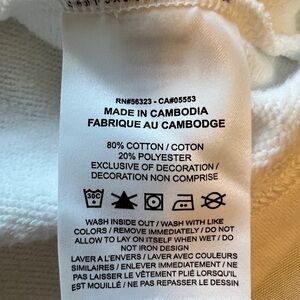 RN#56323 - CA#05553
MADE IN CAMBODIA
FABRIQUE AU CAMBODGE
80% COTTON / COTON
20% POLYESTER
EXCLUSIVE OF DECORATION /
DECORATION NON COMPRISE
WASH INSIDE OUT / WASH WITH LIKE
COLORS / REMOVE IMMEDIATELY / DO NOT
ALLOW TO LAY ON ITSELF WHEN WET / DO
NOT IRON DESIGN
LAVER A L'ENVERS / LAVER AVEC COULEURS
SIMILAIRES / ENLEVER IMMEDIATEMENT / NE
PAS LAISSER LE VÊTEMENT PLIÉ LORSQU'IL
EST MOUILLÉ / NE PAS REPASSER LE DESSIN